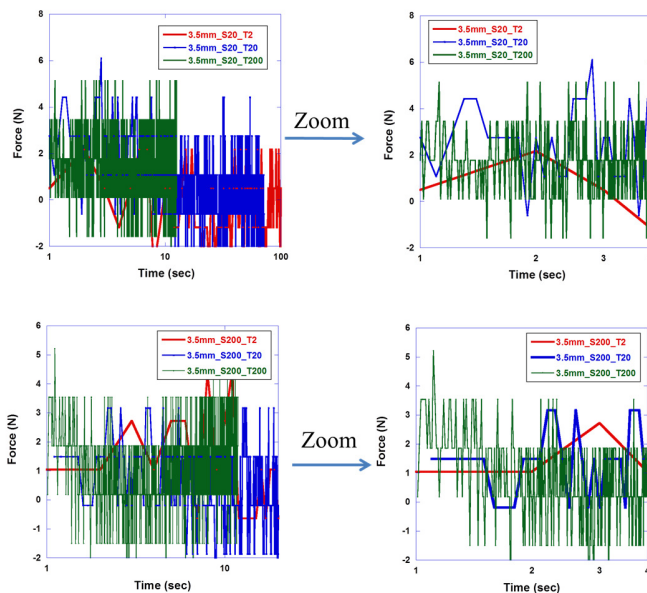 3.5mm_S20_T2
3.5mm_S20_T20
3.5mm_S20_T200
Force (N)
8
6
4
2
0
-2
1
10
100
Time (sec)
Zoom
3.5mm_S20_T2
3.5mm_S20_T20
3.5mm_S20_T200
Force (N)
8
6
4
2
0
-2
1
2
3
Time (sec)
3.5mm_S200_T2
3.5mm_S200_T20
3.5mm_S200_T200
Force (N)
6
5
4
3
2
1
0
-1
-2
1
10
Time (sec)
Zoom
3.5mm_S200_T2
3.5mm_S200_T20
3.5mm_S200_T200
Force (N)
6
5
4
3
2
1
0
-1
-2
1
2
3
4
Time (sec)